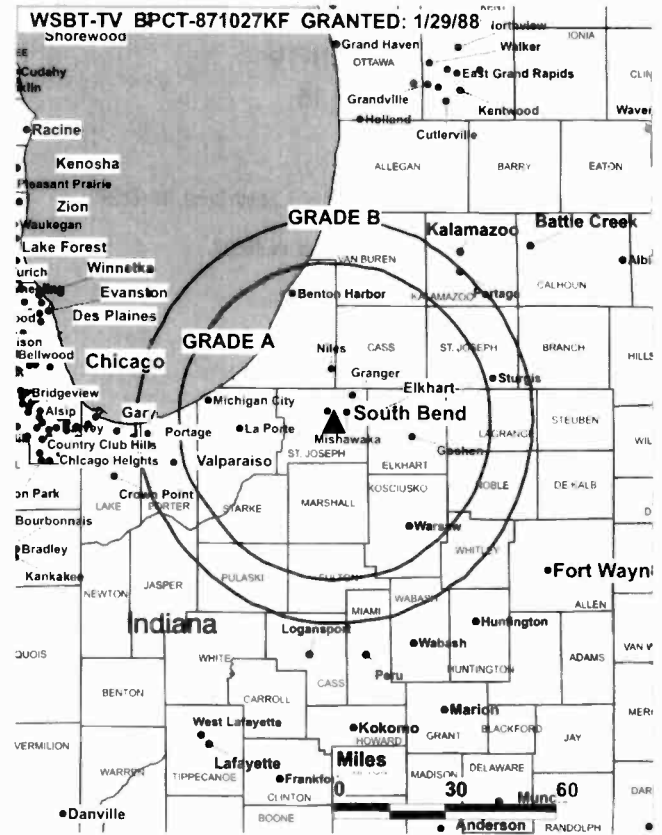 WSBT-TV BPCT-871027KF GRANTED: 1/29/88
Shorewood
Northview
Grand Haven
Walker
IONIA
OTTAWA
Cudahy
East Grand Rapids
Grandville
Kentwood
Holland
Racine
Cutlerville
ALLEGAN
BARRY
EATON
Kenosha
Pleasant Prairie
Zion
GRADE B
Waukegan
Kalamazoo
Battle Creek
Lake Forest
VAN BUREN
Winnetka
CALHOUN
Evanston
Benton Harbor
KALAMAZOO
Portage
Des Plaines
GRADE A
Niles
CASS
ST. JOSEPH
BRANCH
Bellwood
Chicago
Granger
Sturgis
Elkhart
Bridgeview
Michigan City
Alsip
Gary
South Bend
STEUBEN
Portage
La Porte
Mishawaka
LAGRANGE
Country Club Hills
ST. JOSEPH
Goshen
Chicago Heights
Valparaiso
ELKHART
Crown Point
KOSCIUSKO
NOBLE
DE KALB
LAKE
PORTER
STARKE
MARSHALL
Bourbonnais
Warsaw
Bradley
WHITLEY
Kankakee
PULASKI
FULTON
Fort Wayn
JASPER
NEWTON
WABASH
ALLEN
MIAMI
Indiana
Huntington
Logansport
Wabash
ADAMS
WHITE
CASS
Peru
HUNTINGTON
BENTON
CARROLL
Marion
West Lafayette
Kokomo
GRANT
BLACKFORD
JAY
HOWARD
VERMILION
Lafayette
Miles
WARREN
TIPPECANOE
Frankfo
MADISON
DELAWARE
CLINTON
0 30 60
Munc
Danville
BOONE
Anderson
RANDOLPH